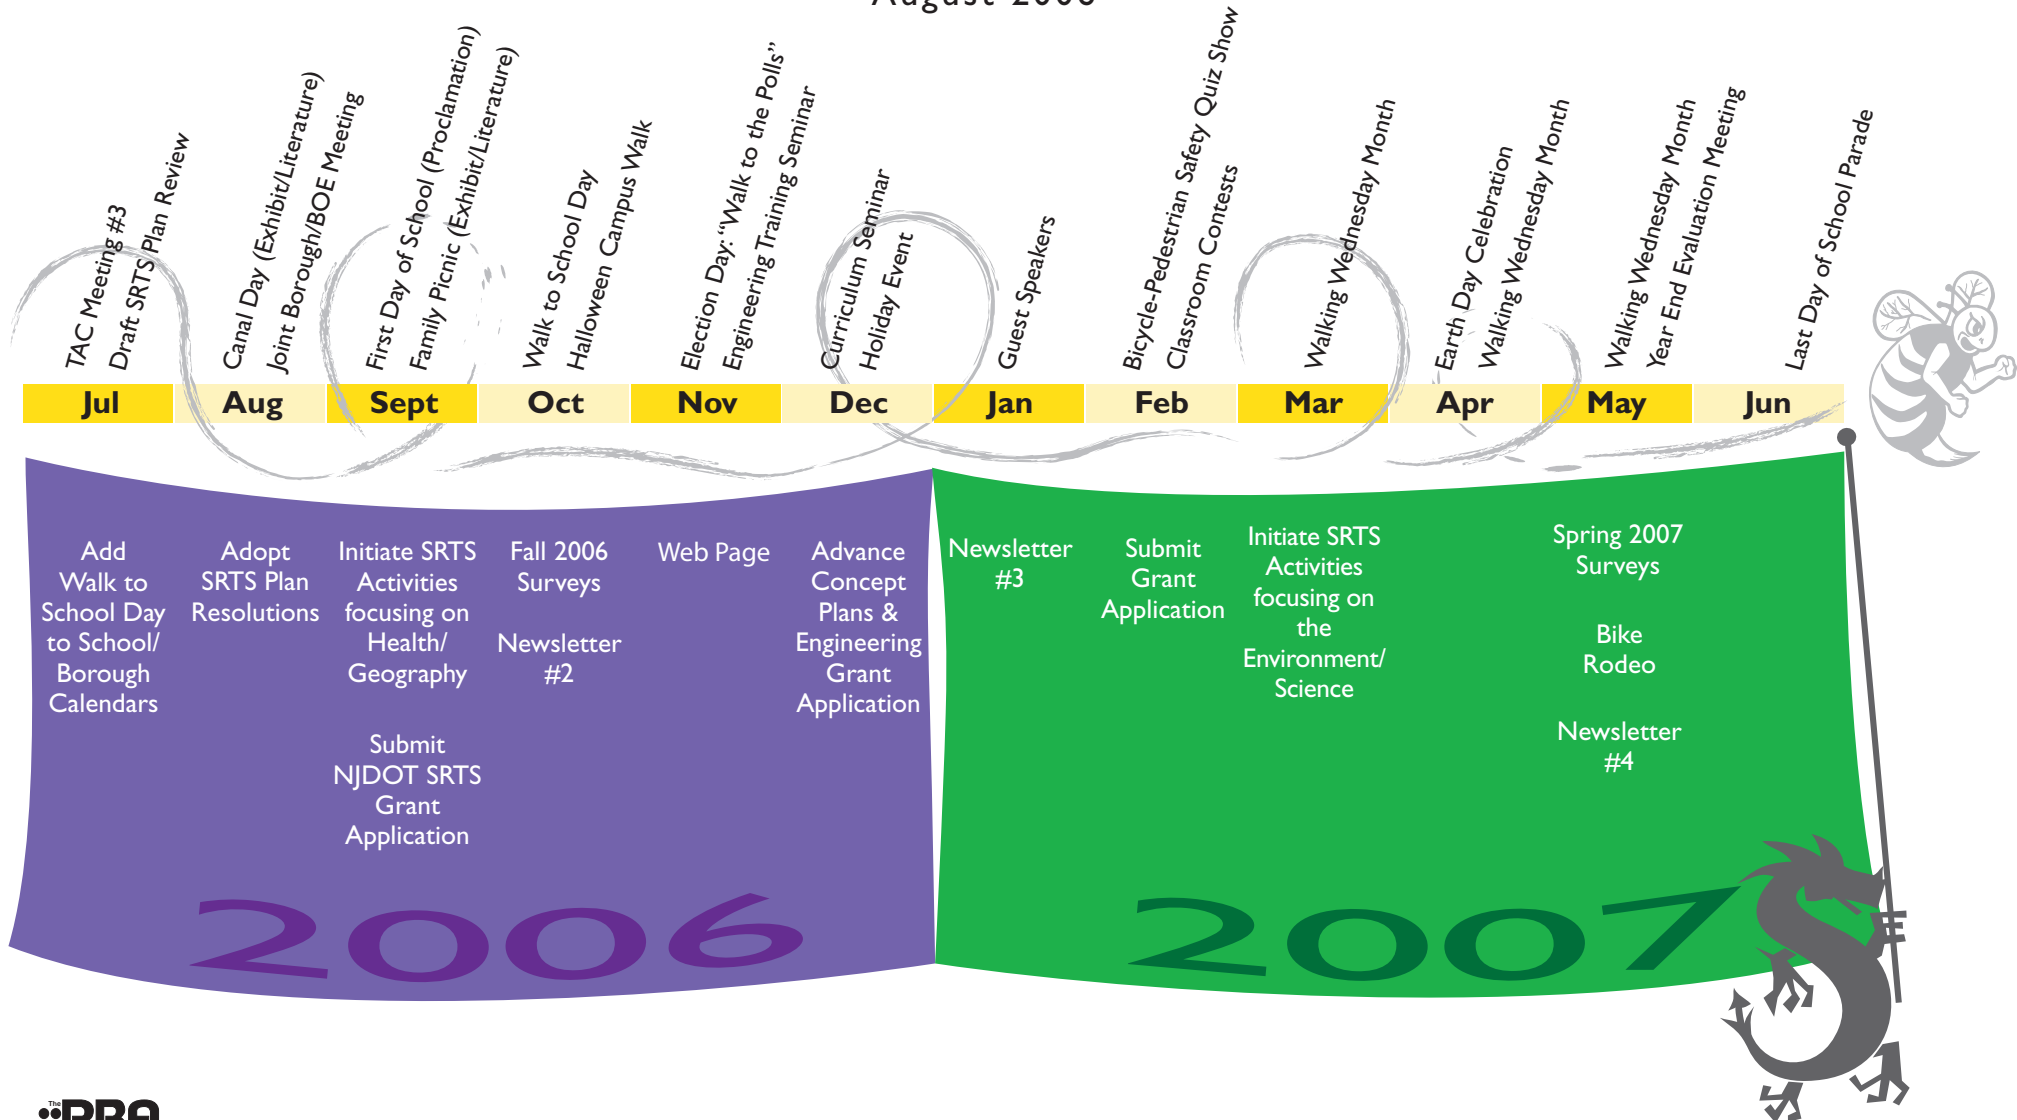 August 2006
TAC Meeting #3
Draft SRTS Plan Review
Canal Day (Exhibit/Literature)
Joint Borough/BOE Meeting
First Day of School (Proclamation)
Family Picnic (Exhibit/Literature)
Walk to School Day
Halloween Campus Walk
Election Day: “Walk to the Polls”
Engineering Training Seminar
Curriculum Seminar
Holiday Event
Guest Speakers
Bicycle-Pedestrian Safety Quiz Show
Classroom Contests
Walking Wednesday Month
Earth Day Celebration
Walking Wednesday Month
Walking Wednesday Month
Year End Evaluation Meeting
Last Day of School Parade
Jul
Aug
Sept
Oct
Nov
Dec
Jan
Feb
Mar
Apr
May
Jun
Add
Walk to
School Day
to School/
Borough
Calendars
Adopt
SRTS Plan
Resolutions
Initiate SRTS
Activities
focusing on
Health/
Geography
Submit
NJDOT SRTS
Grant
Application
Fall 2006
Surveys
Newsletter
#2
Web Page
Advance
Concept
Plans &
Engineering
Grant
Application
Newsletter
#3
Submit
Grant
Application
Initiate SRTS
Activities
focusing on
the
Environment/
Science
Spring 2007
Surveys
Bike
Rodeo
Newsletter
#4
2006
2007
The
RBA